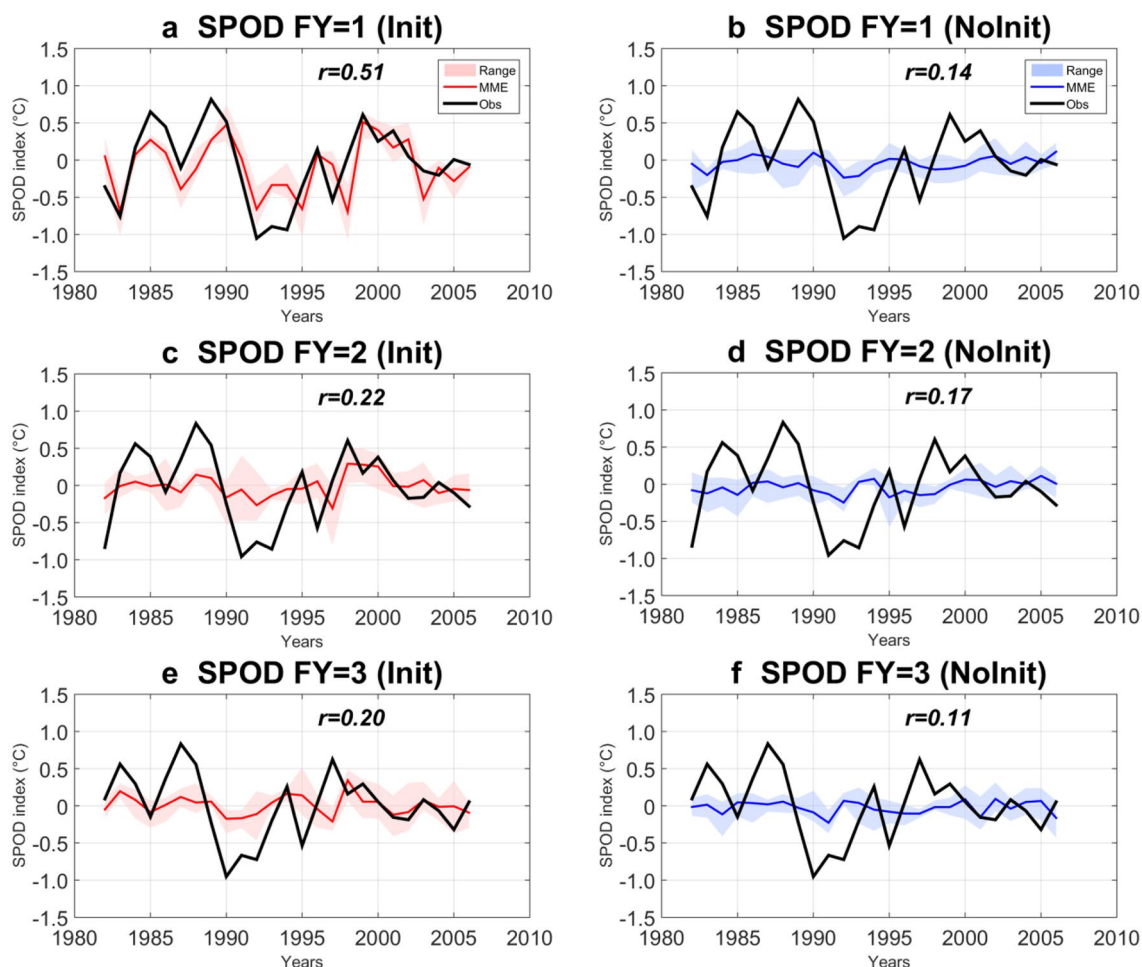 a SPOD FY=1 (Init)
r=0.51
Range
MME
Obs
SPOD index (°C)
1.5
1.0
0.5
0
-0.5
-1.0
-1.5
1980 1985 1990 1995 2000 2005 2010
Years
b SPOD FY=1 (NoInit)
r=0.14
Range
MME
Obs
SPOD index (°C)
1.5
1.0
0.5
0
-0.5
-1.0
-1.5
1980 1985 1990 1995 2000 2005 2010
Years
c SPOD FY=2 (Init)
r=0.22
SPOD index (°C)
1.5
1.0
0.5
0
-0.5
-1.0
-1.5
1980 1985 1990 1995 2000 2005 2010
Years
d SPOD FY=2 (NoInit)
r=0.17
SPOD index (°C)
1.5
1.0
0.5
0
-0.5
-1.0
-1.5
1980 1985 1990 1995 2000 2005 2010
Years
e SPOD FY=3 (Init)
r=0.20
SPOD index (°C)
1.5
1.0
0.5
0
-0.5
-1.0
-1.5
1980 1985 1990 1995 2000 2005 2010
Years
f SPOD FY=3 (NoInit)
r=0.11
SPOD index (°C)
1.5
1.0
0.5
0
-0.5
-1.0
-1.5
1980 1985 1990 1995 2000 2005 2010
Years